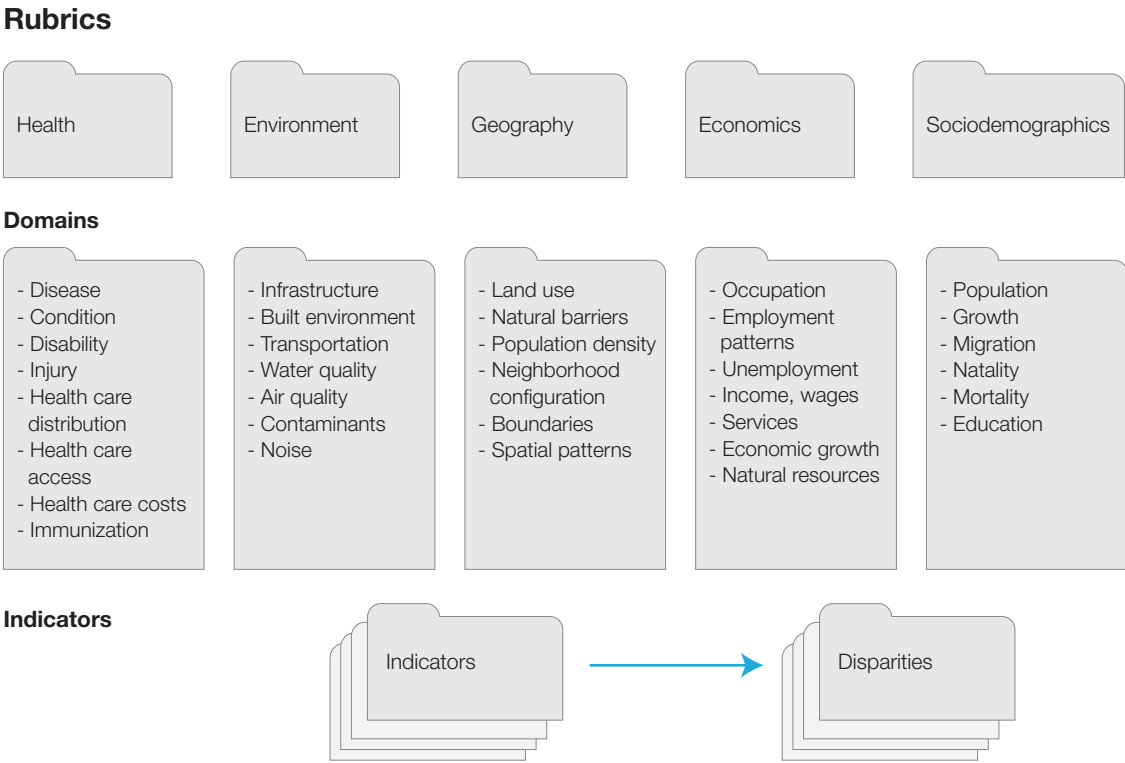 Rubrics
Health
Environment
Geography
Economics
Sociodemographics
Domains
- Disease
- Condition
- Disability
- Injury
- Health care
distribution
- Health care
access
- Health care costs
- Immunization
- Infrastructure
- Built environment
- Transportation
- Water quality
- Air quality
- Contaminants
- Noise
- Land use
- Natural barriers
- Population density
- Neighborhood
configuration
- Boundaries
- Spatial patterns
- Occupation
- Employment
patterns
- Unemployment
- Income, wages
- Services
- Economic growth
- Natural resources
- Population
- Growth
- Migration
- Natality
- Mortality
- Education
Indicators
Indicators
Disparities